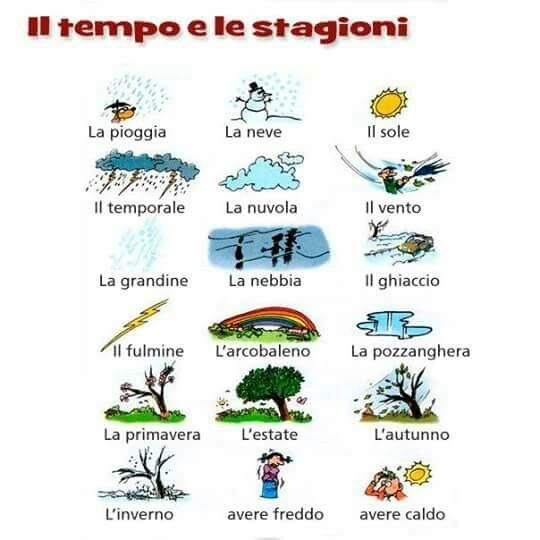 Il tempo e le stagioni
La pioggia La neve Il sole
Il temporale La nuvola Il vento
La grandine La nebbia Il ghiaccio
Il fulmine L'arcobaleno La pozzanghera
La primavera L'estate L'autunno
L'inverno avere freddo avere caldo